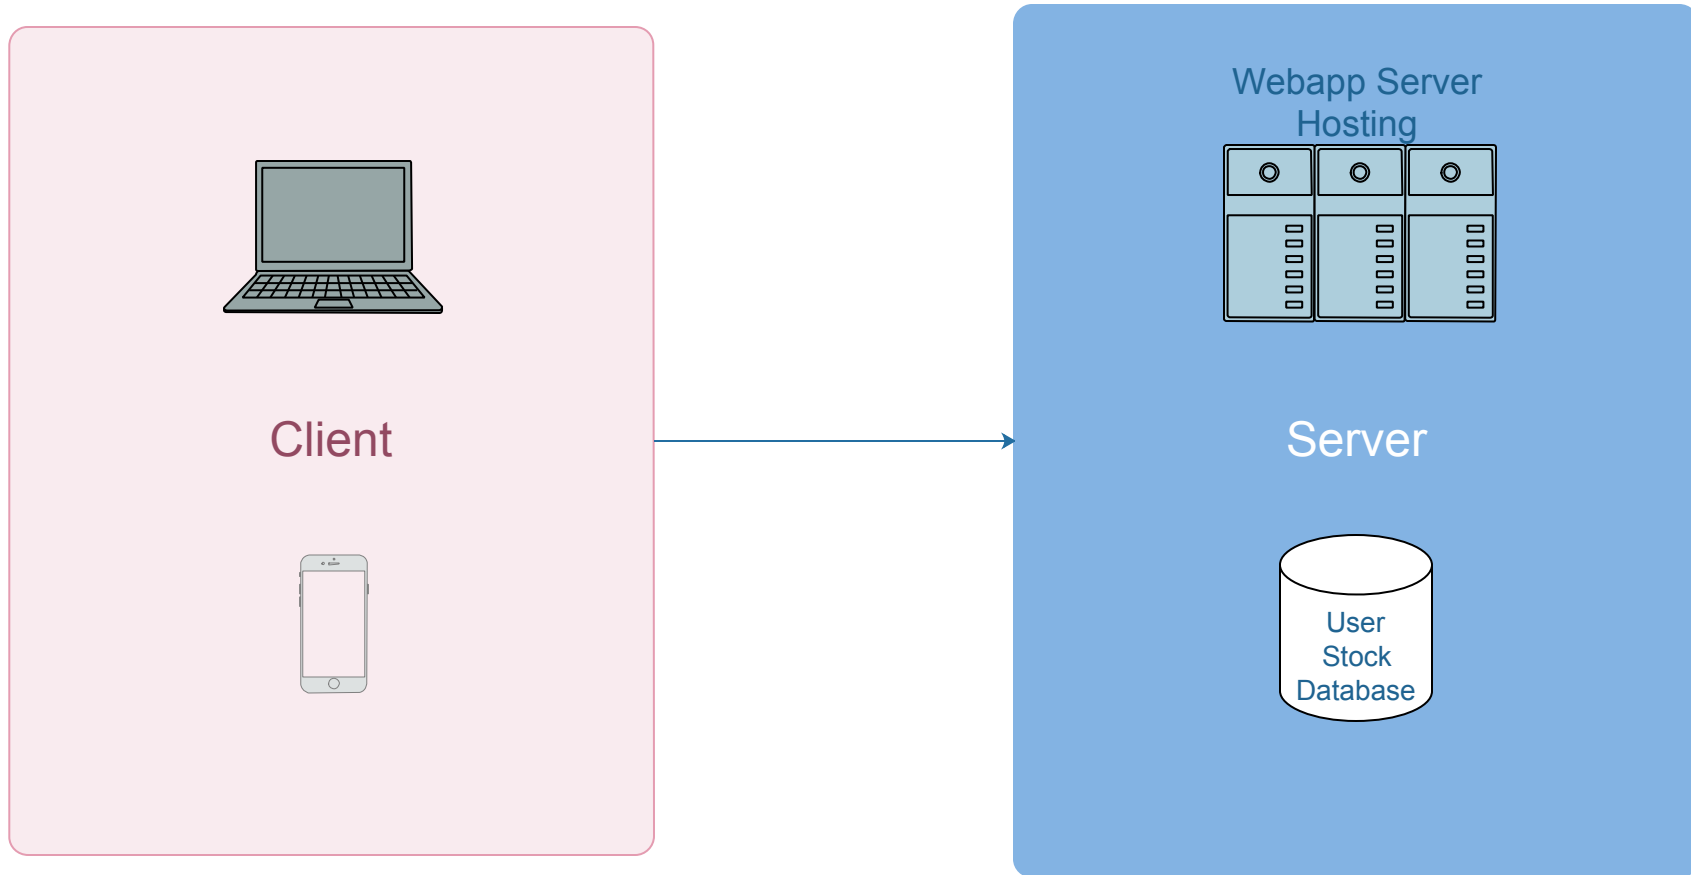 Webapp Server
Hosting
Client
Server
User
Stock
Database